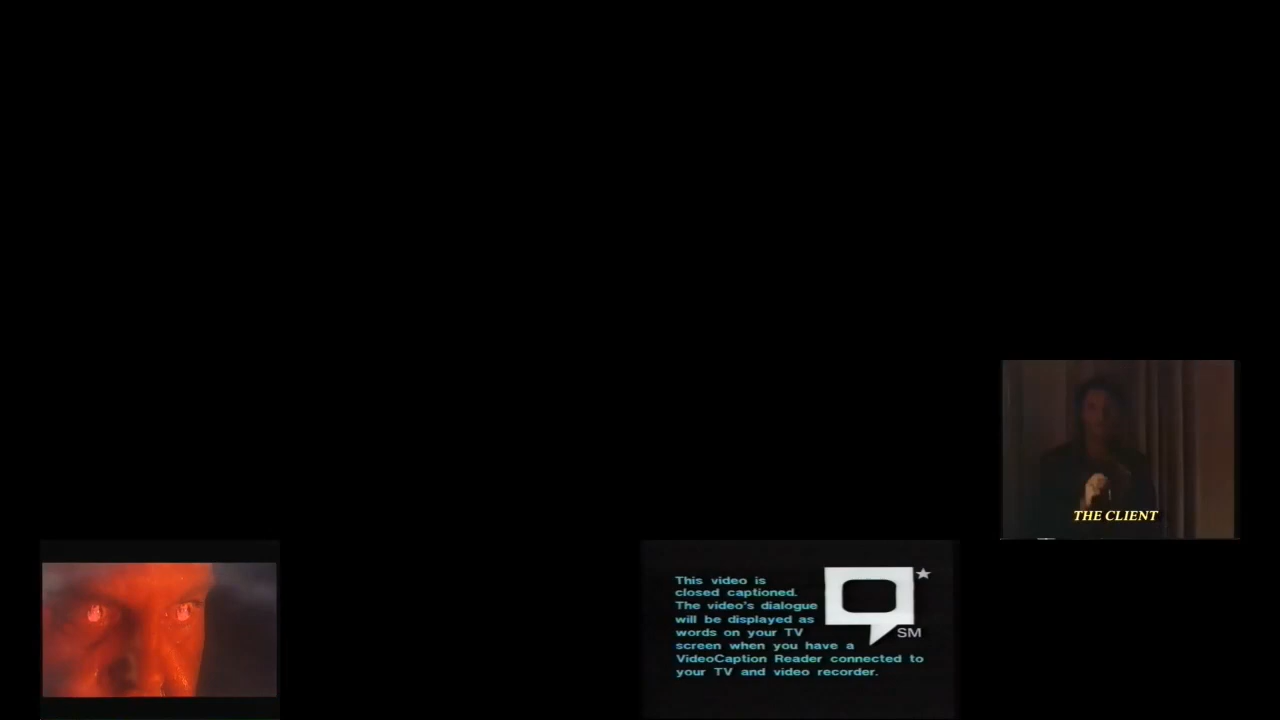 THE CLIENT
This video is
closed captioned.
The video's dialogue
will be displayed as
words on your TV
screen when you have a
VideoCaption Reader connected to
your TV and video recorder.
SM